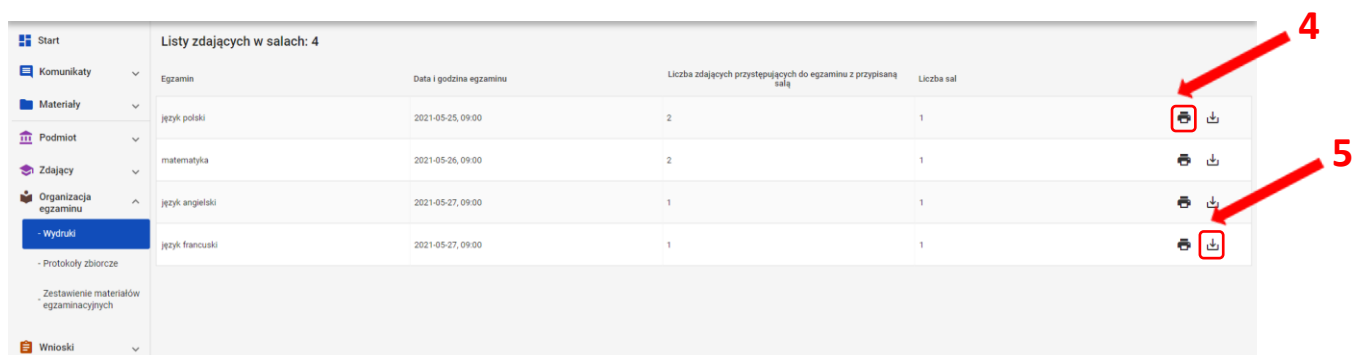 4
Start
Listy zdających w salach: 4
Komunikaty
Egzamin
Data i godzina egzaminu
Liczba zdających przystępujących do egzaminu z przypisaną
salą
Liczba sal
Materiały
język polski
2021-05-25, 09:00
2
1
Podmiot
5
matematyka
2021-05-26, 09:00
2
1
Zdający
Organizacja
egzaminu
język angielski
2021-05-27, 09:00
1
1
- Wydruki
język francuski
2021-05-27, 09:00
1
1
- Protokoły zbiorcze
- Zestawienie materiałów
egzaminacyjnych
Wnioski